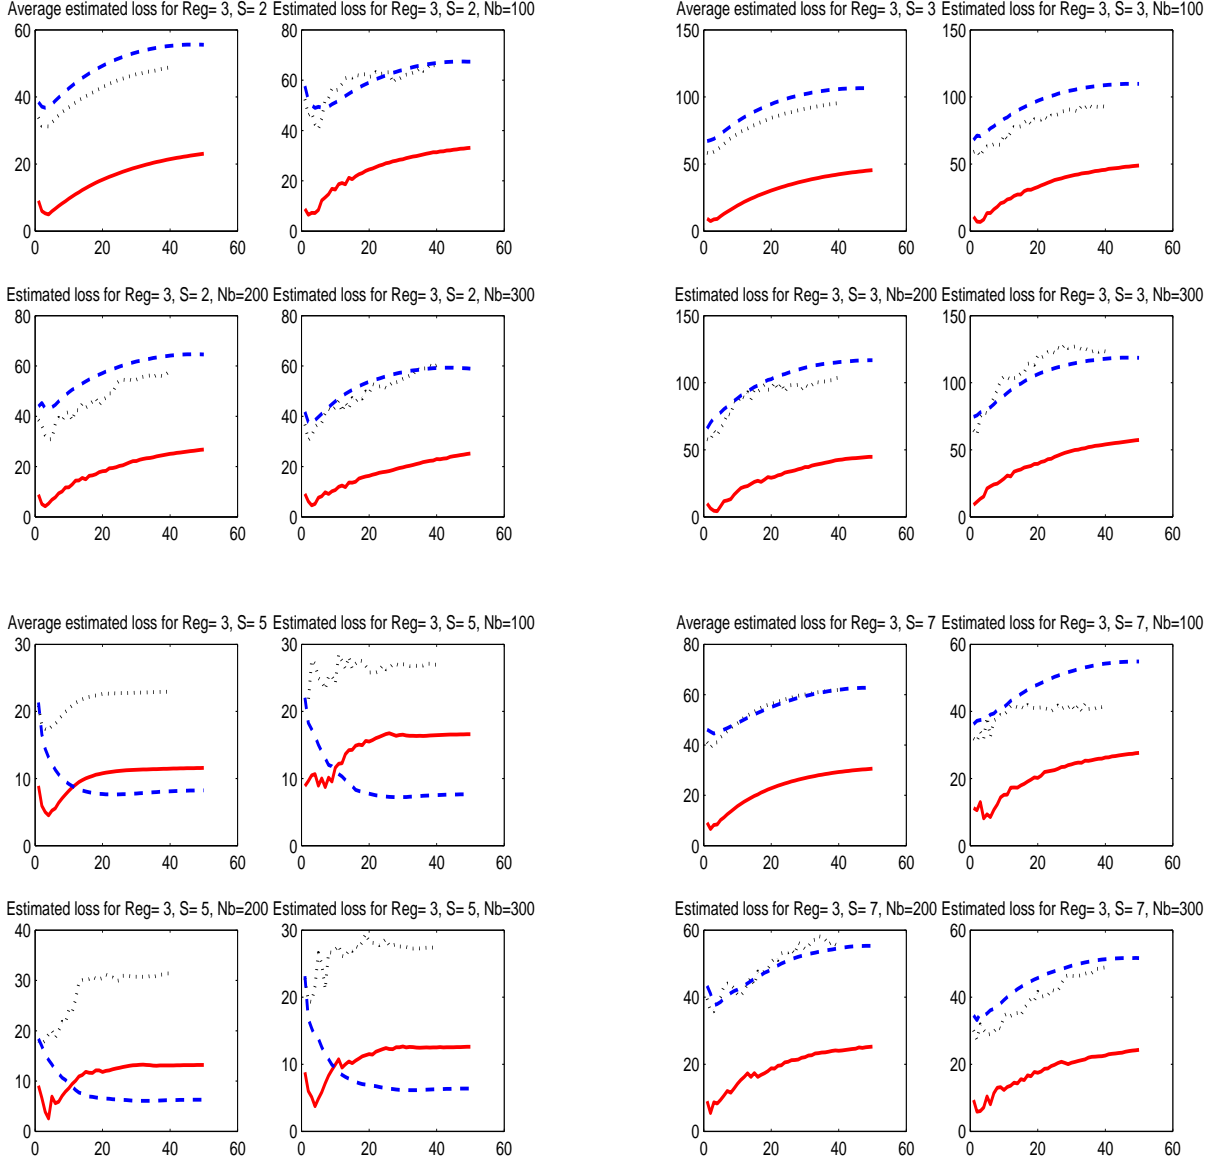 Average estimated loss for Reg= 3, S= 2
60
40
20
0
0 20 40 60
Estimated loss for Reg= 3, S= 2, Nb=100
80
60
40
20
0
0 20 40 60
Average estimated loss for Reg= 3, S= 3
150
100
50
0
0 20 40 60
Estimated loss for Reg= 3, S= 3, Nb=100
150
100
50
0
0 20 40 60
Estimated loss for Reg= 3, S= 2, Nb=200
80
60
40
20
0
0 20 40 60
Estimated loss for Reg= 3, S= 2, Nb=300
80
60
40
20
0
0 20 40 60
Estimated loss for Reg= 3, S= 3, Nb=200
150
100
50
0
0 20 40 60
Estimated loss for Reg= 3, S= 3, Nb=300
150
100
50
0
0 20 40 60
Average estimated loss for Reg= 3, S= 5
30
20
10
0
0 20 40 60
Estimated loss for Reg= 3, S= 5, Nb=100
30
20
10
0
0 20 40 60
Average estimated loss for Reg= 3, S= 7
80
60
40
20
0
0 20 40 60
Estimated loss for Reg= 3, S= 7, Nb=100
60
40
20
0
0 20 40 60
Estimated loss for Reg= 3, S= 5, Nb=200
40
30
20
10
0
0 20 40 60
Estimated loss for Reg= 3, S= 5, Nb=300
30
20
10
0
0 20 40 60
Estimated loss for Reg= 3, S= 7, Nb=200
60
40
20
0
0 20 40 60
Estimated loss for Reg= 3, S= 7, Nb=300
60
40
20
0
0 20 40 60